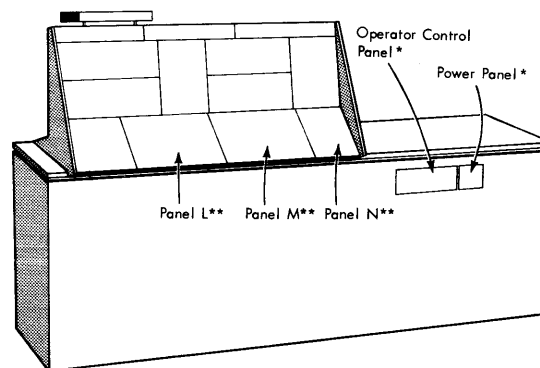 Operator Control
Panel*
Power Panel*
Panel L**
Panel M**
Panel N**